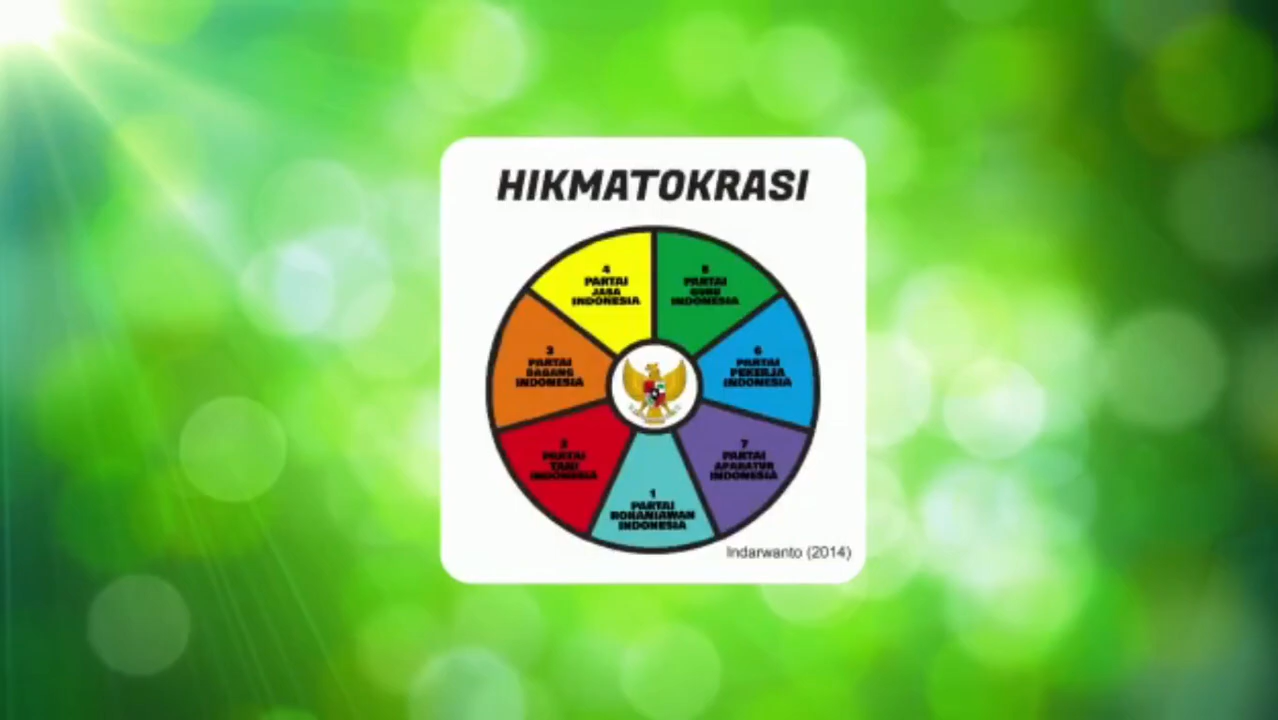 HIKMATOKRASI
4
PARTAI
JASA
INDONESIA
PARTAI
GURU
INDONESIA
3
PARTAI
DAGANG
INDONESIA
6
PARTAI
PEKERJA
INDONESIA
2
PARTAI
TANI
INDONESIA
7
PARTAI
APARATUR
INDONESIA
1
PARTAI
ROHANIAWAN
INDONESIA
Indarwanto (2014)